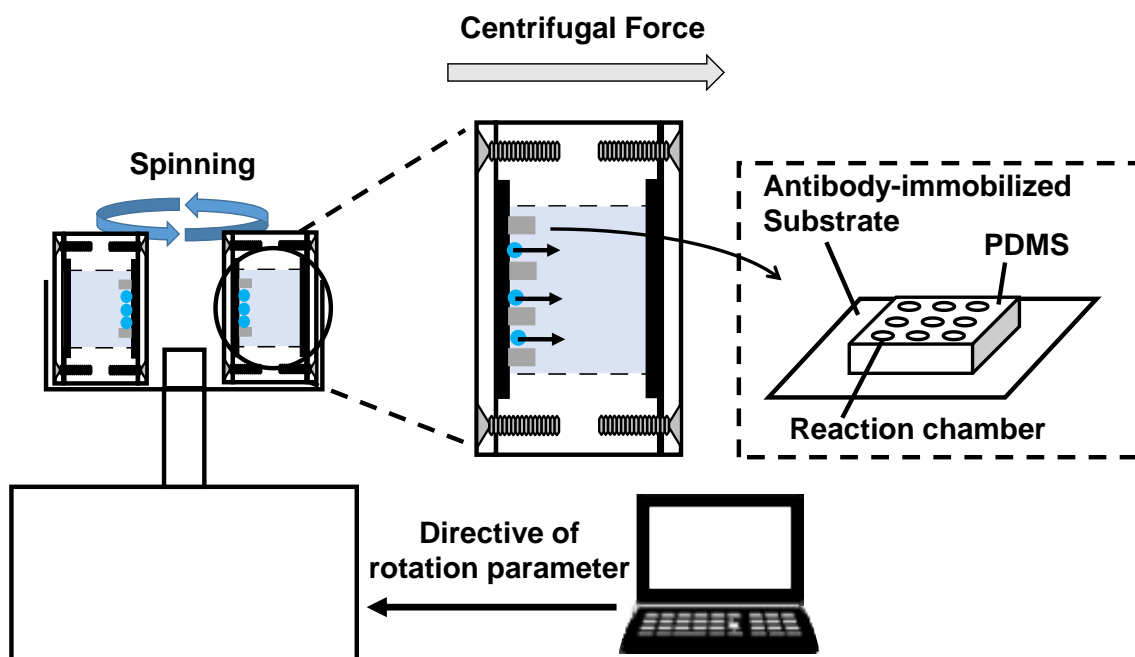 Centrifugal Force
Spinning
Antibody-immobilized
Substrate
PDMS
Reaction chamber
Directive of
rotation parameter